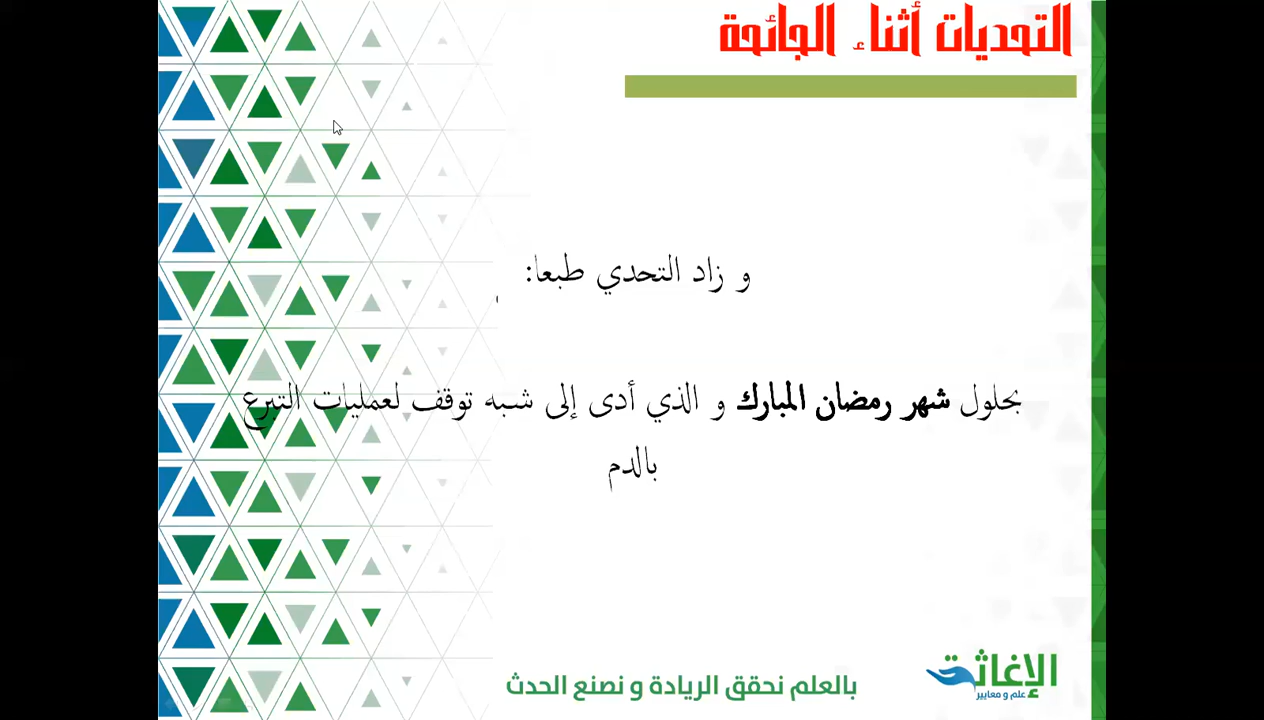 التحديات أثناء الجائحة
و زاد التحدي طبعا:
بحلول شهر رمضان المبارك و الذي أدى إلى شبه توقف لعمليات التبرع
بالدم
الإغاثة
علم و معايير
بالعلم نحقق الريادة و نصنع الحدث